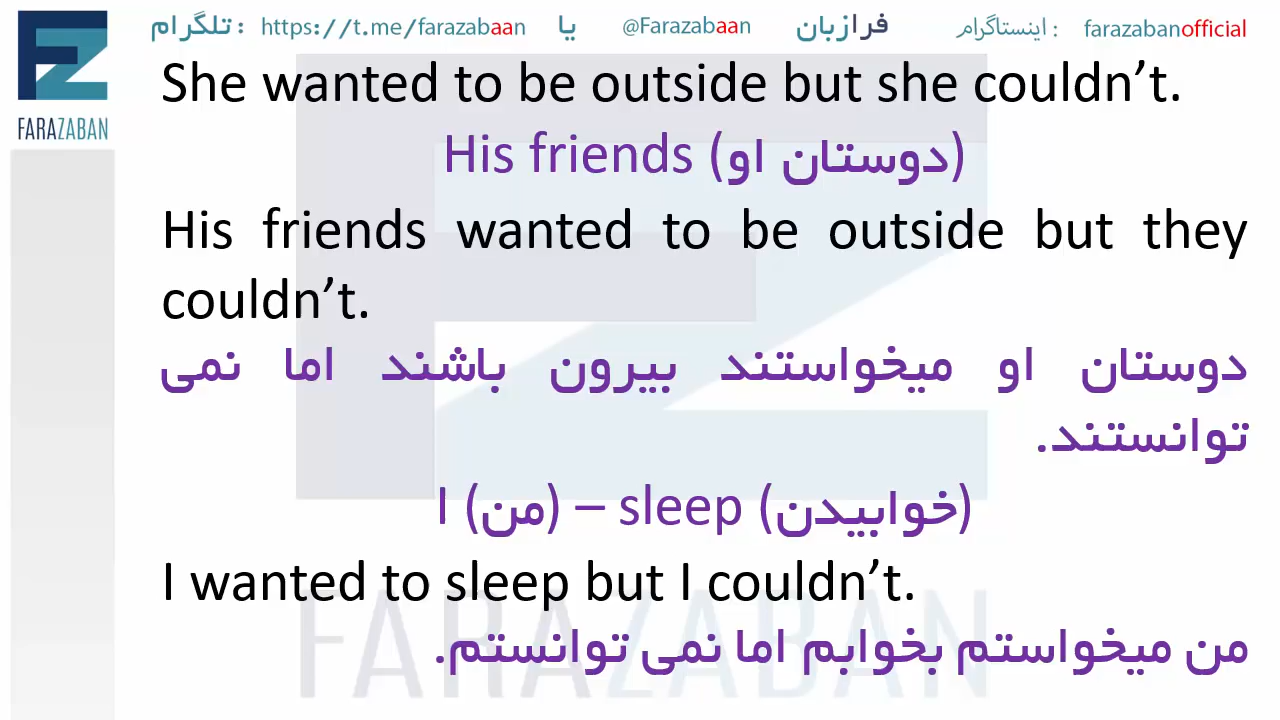 تلگرام : https://t.me/farazabaan یا @Farazabaan فرازبان اینستاگرام : farazabanofficial
FARAZABAN
She wanted to be outside but she couldn’t.
His friends (دوستان او)
His friends wanted to be outside but they
couldn’t.
دوستان او میخواستند بیرون باشند اما نمی
توانستند.
I (من) – sleep (خوابیدن)
I wanted to sleep but I couldn’t.
من میخواستم بخوابم اما نمی توانستم.
FARAZABAN